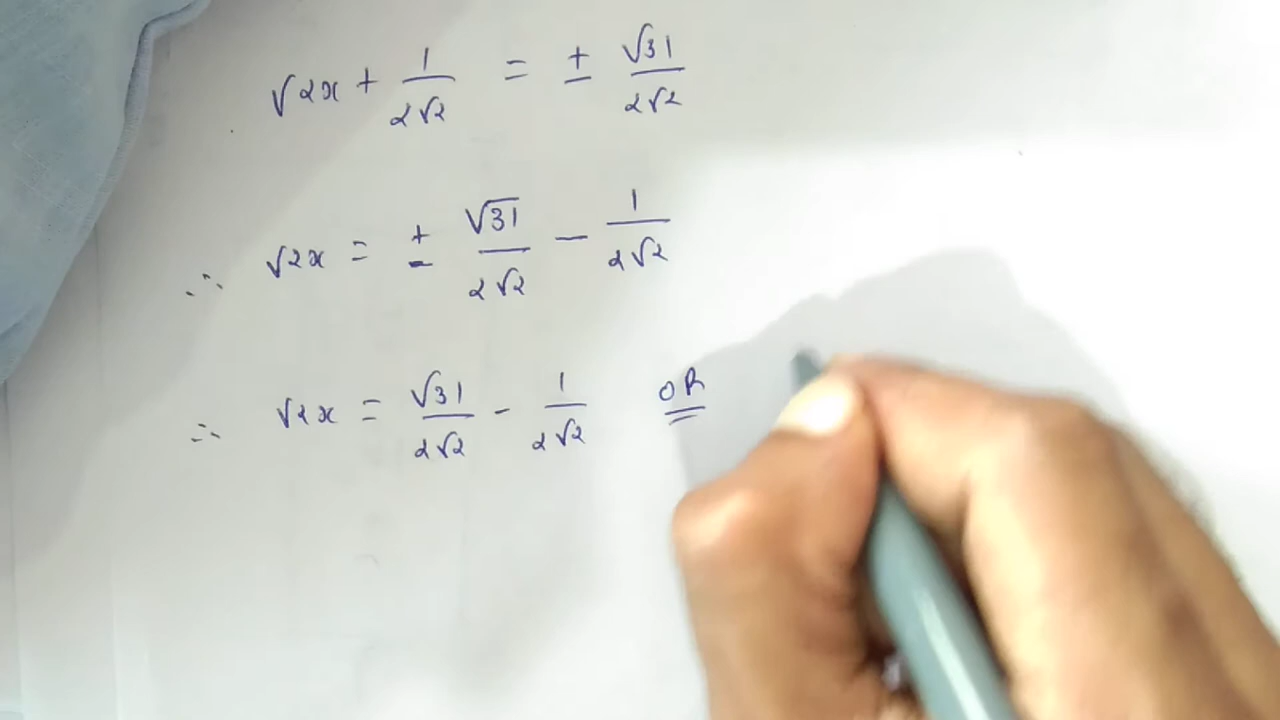 √2x + 1/2√2 = ± √31/2√2
∴ √2x = ± √31/2√2 − 1/2√2
∴ √2x = √31/2√2 - 1/2√2 OR